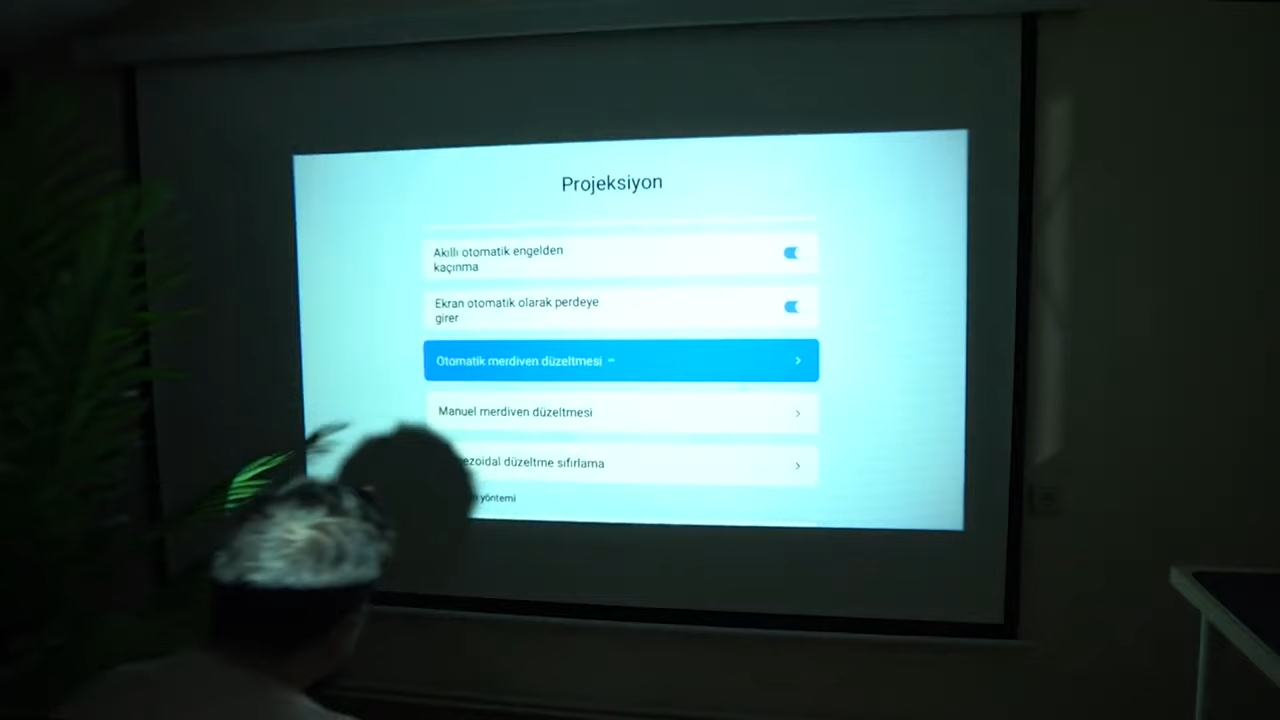 Projeksiyon
Akıllı otomatik engelden
kaçınma
Ekran otomatik olarak perdeye
girer
Otomatik merdiven düzeltmesi
Manuel merdiven düzeltmesi
düzeltme sıfırlama
yöntemi